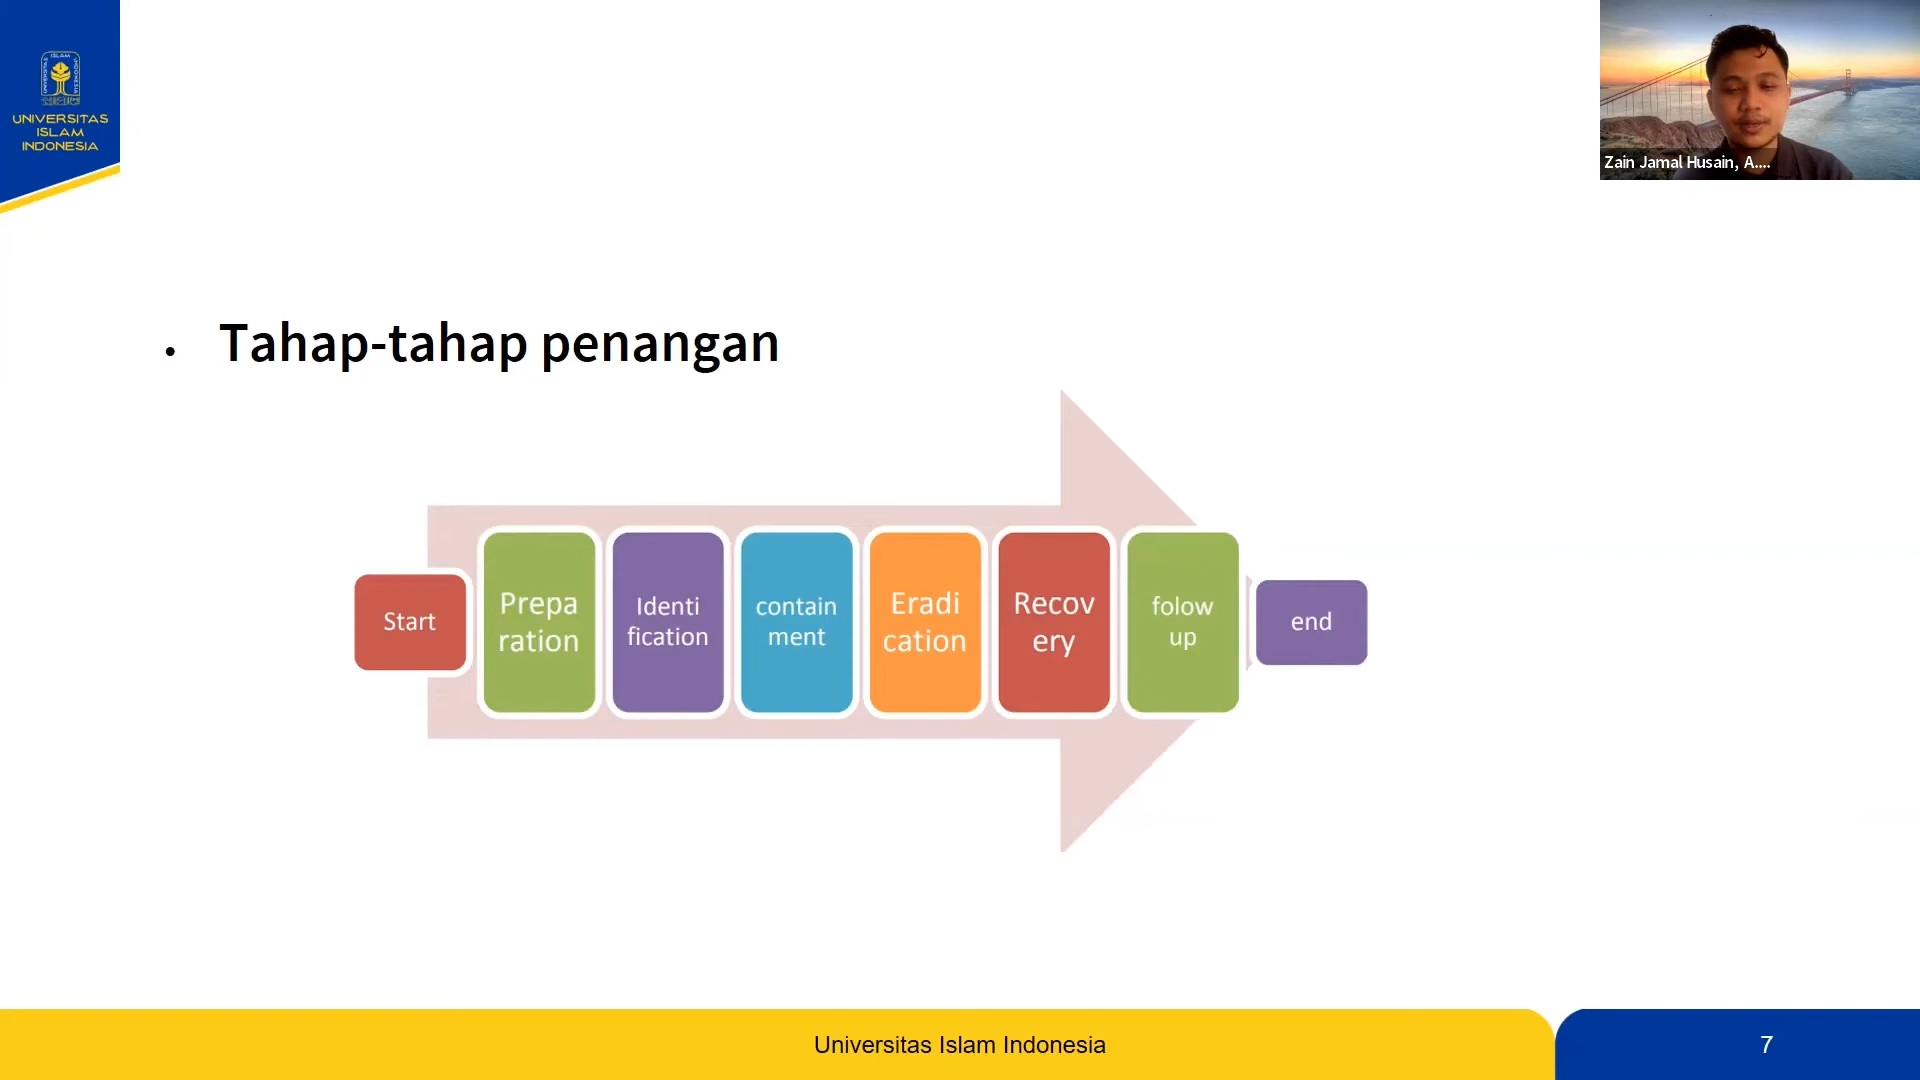 UNIVERSITAS
ISLAM
INDONESIA
Zain Jamal Husain, A....
• Tahap-tahap penangan
Start
Prepa
ration
Identi
fication
contain
ment
Eradi
cation
Recov
ery
folow
up
end
Universitas Islam Indonesia
7